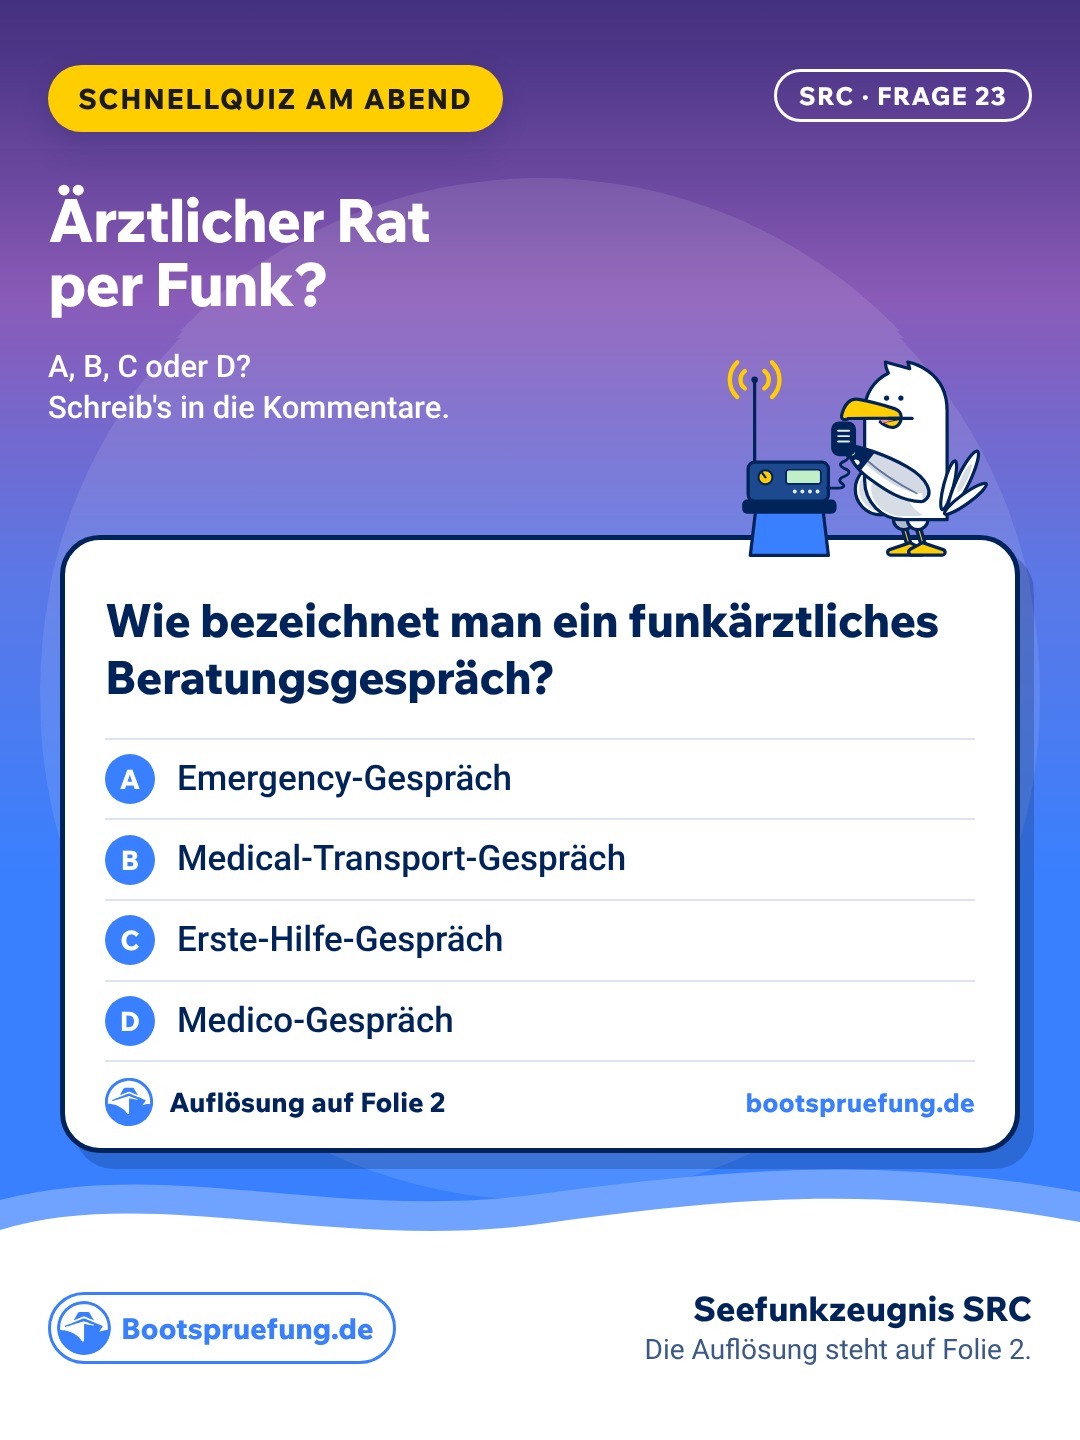 SCHNELLQUIZ AM ABEND
SRC · FRAGE 23
Ärztlicher Rat
per Funk?
A, B, C oder D?
Schreib's in die Kommentare.
Wie bezeichnet man ein funkärztliches
Beratungsgespräch?
A Emergency-Gespräch
B Medical-Transport-Gespräch
C Erste-Hilfe-Gespräch
D Medico-Gespräch
Auflösung auf Folie 2
bootspruefung.de
Bootspruefung.de
Seefunkzeugnis SRC
Die Auflösung steht auf Folie 2.